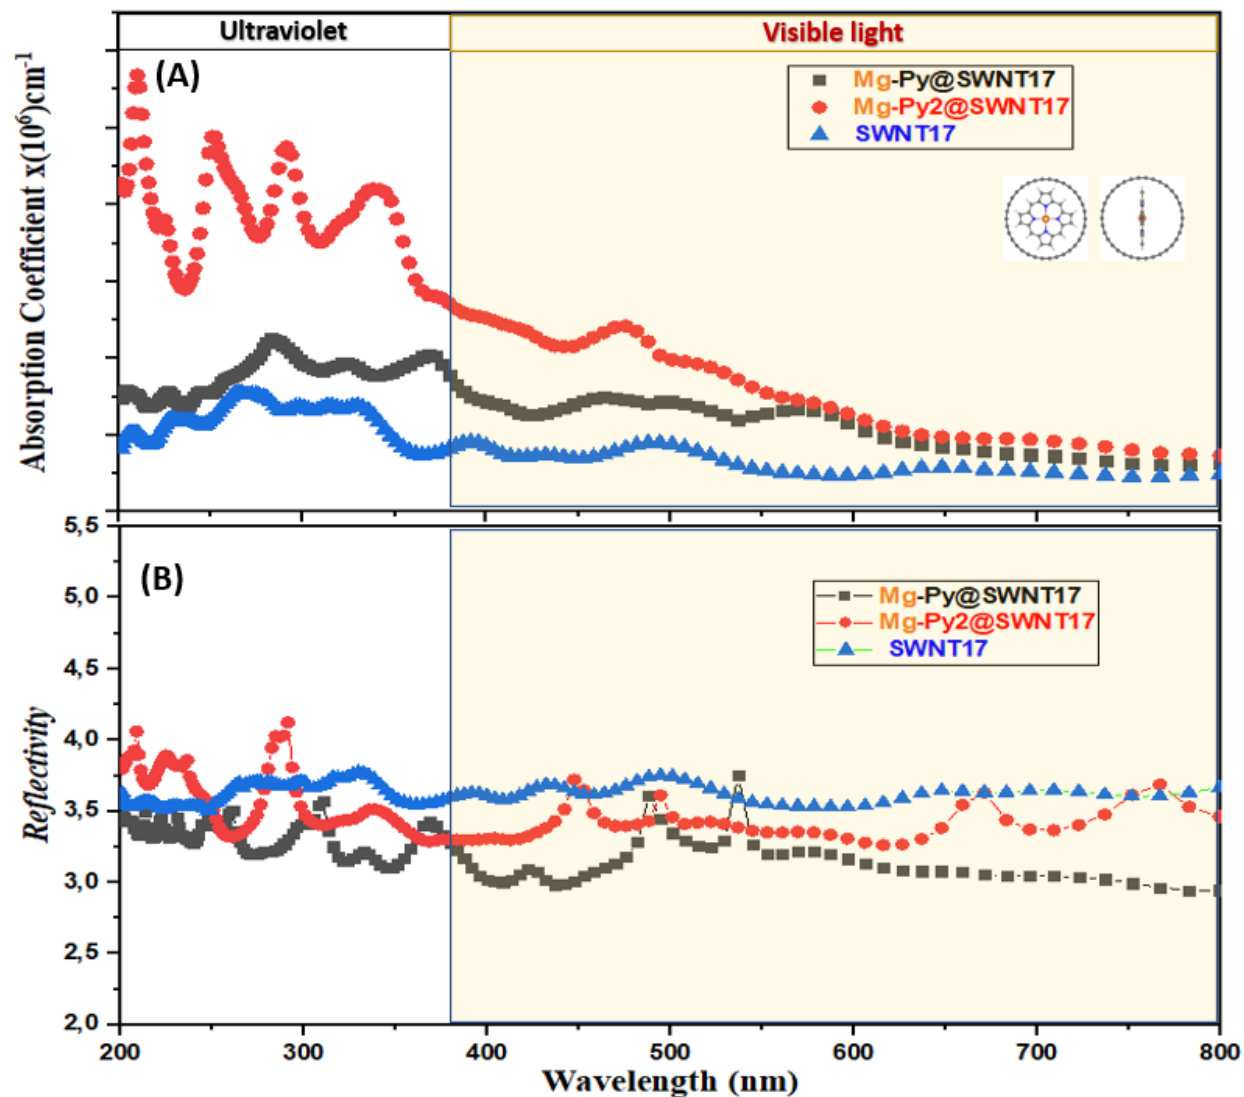 Ultraviolet Visible light
(A)
Mg-Py@SWNT17
Mg-Py2@SWNT17
SWNT17
Absorption Coefficient x(10⁶)cm⁻¹
5,5
5,0
4,5
4,0
3,5
3,0
2,5
2,0
(B)
Mg-Py@SWNT17
Mg-Py2@SWNT17
SWNT17
Reflectivity
200 300 400 500 600 700 800
Wavelength (nm)